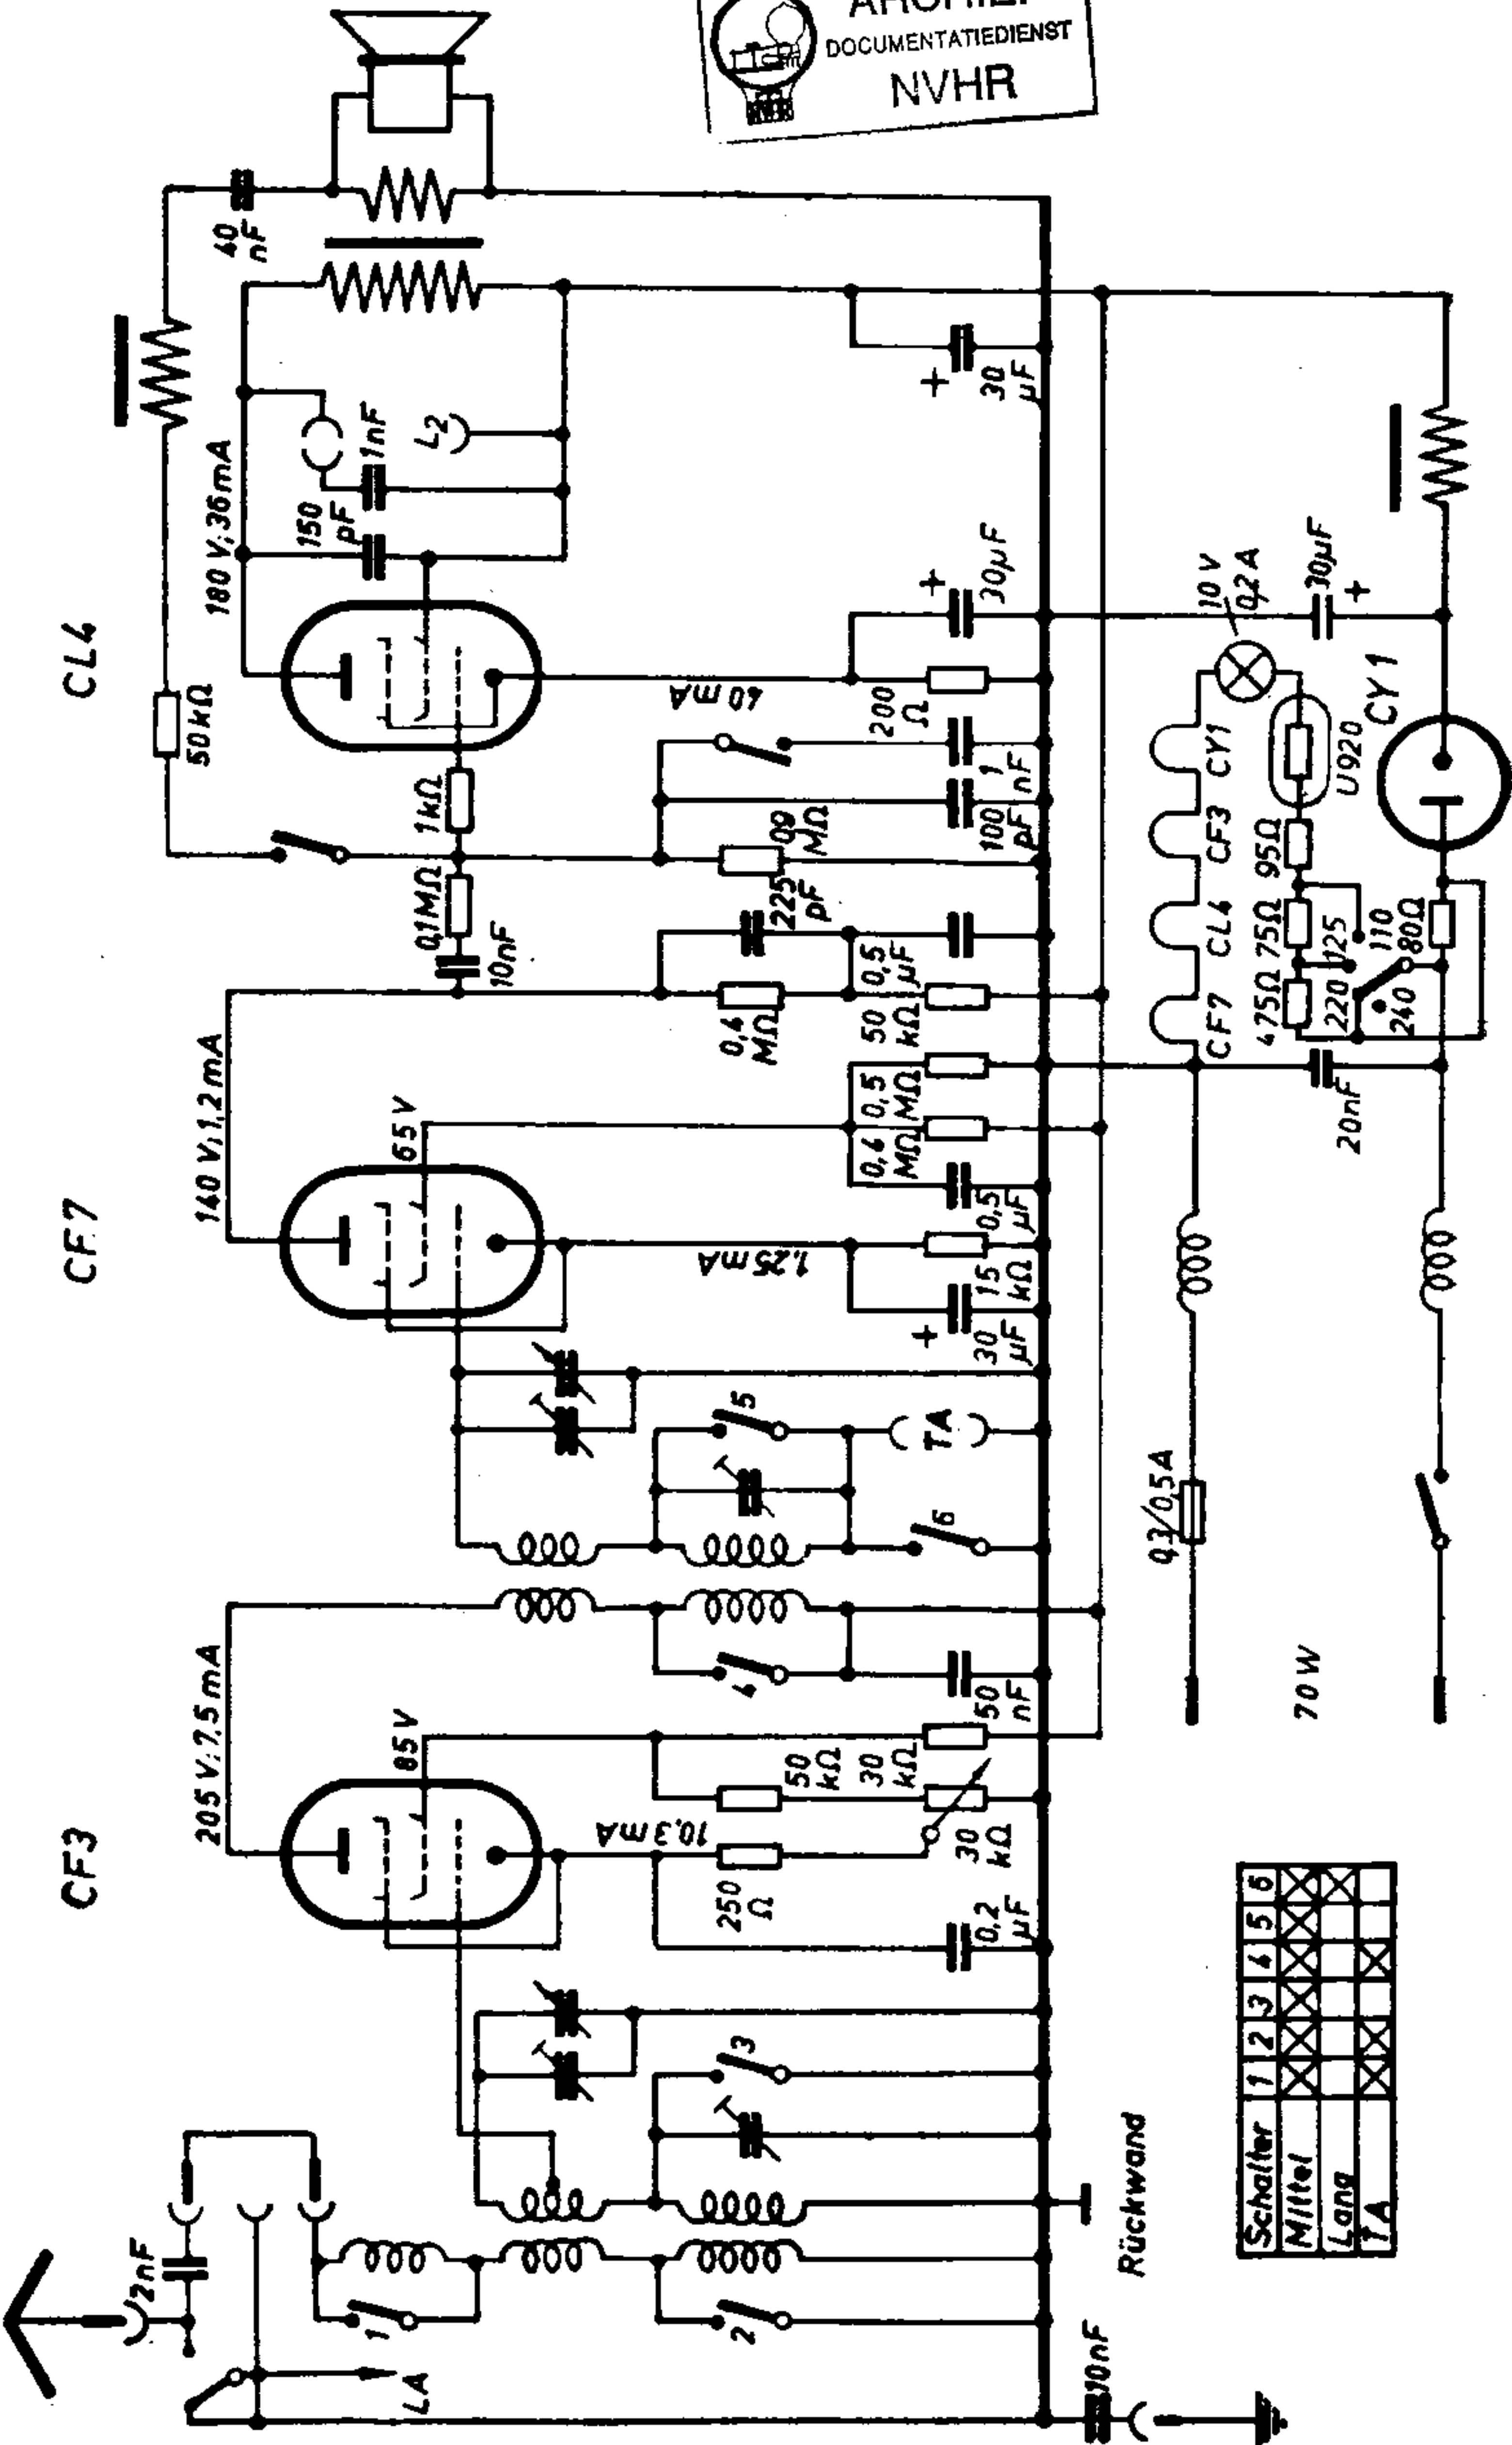 ARCHIEF
DOCUMENTATIEDIENST
NVHR
CF3
CF7
CL4
205 V; 7,5 mA
140 V; 1,2 mA
180 V; 36 mA
50 kΩ
40 nF
2nF
LA
1
2
3
4
5
6
85 V
65 V
10,3 mA
1,25 mA
40 mA
0,1MΩ
10nF
1kΩ
150 pF
1nF
L2
250 Ω
50 kΩ
30 kΩ
30 kΩ
0,2 µF
50 nF
TA
30 µF
15 kΩ
0,5 µF
0,4 MΩ
0,5 MΩ
0,4 MΩ
50 kΩ
0,5 µF
225 pF
0,9 MΩ
100 pF
1 nF
200 Ω
30µF
30 µF
10nF
Rückwand
Schalter 1 2 3 4 5 6
Mittel
Lang
TA
70 W
0,3/0,5A
CF7 CL4 CF3 CY1
10 V
0,2 A
475Ω 75Ω 95Ω
U920
220 125
240 110
80Ω
20nF
30µF
CY1